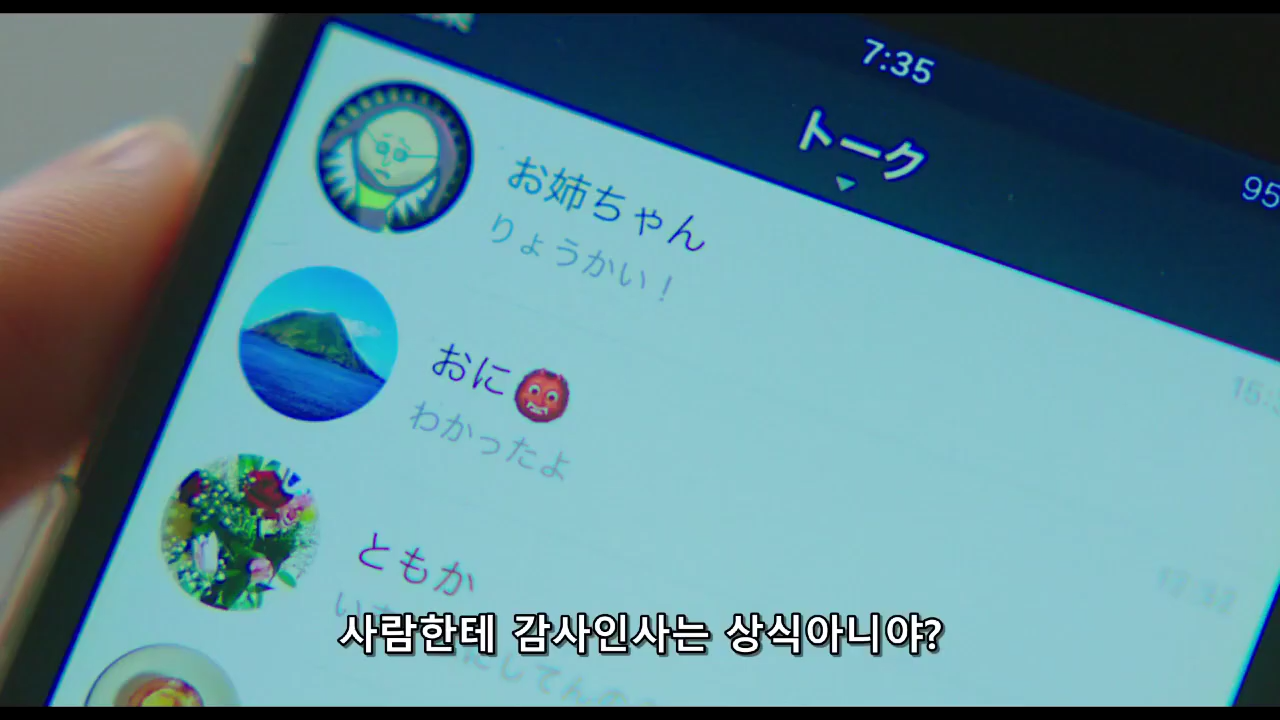 7:35
トーク
95
お姉ちゃん
りょうかい！
おに👹
わかったよ
ともか
사람한테 감사인사는 상식아니야?